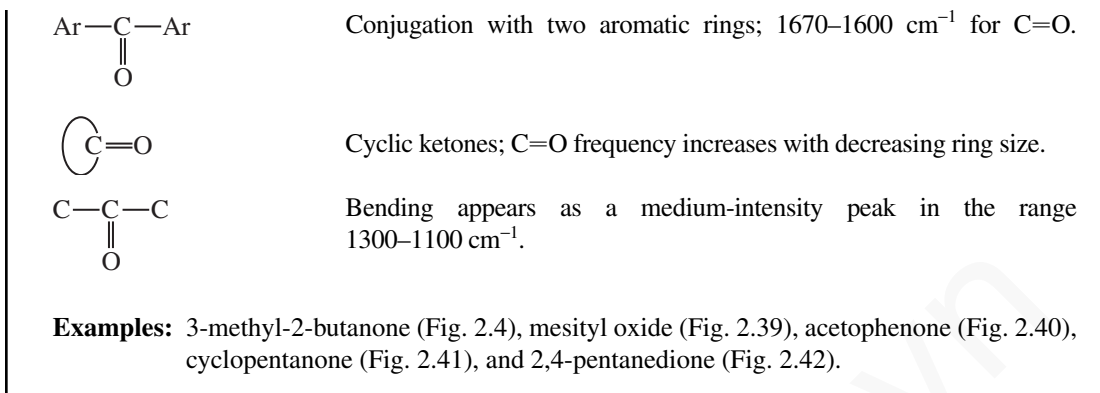 Ar—C—Ar Conjugation with two aromatic rings; 1670–1600 cm⁻¹ for C=O.
O
C=O Cyclic ketones; C=O frequency increases with decreasing ring size.
C—C—C Bending appears as a medium-intensity peak in the range
1300–1100 cm⁻¹.
O
Examples: 3-methyl-2-butanone (Fig. 2.4), mesityl oxide (Fig. 2.39), acetophenone (Fig. 2.40),
cyclopentanone (Fig. 2.41), and 2,4-pentanedione (Fig. 2.42).
vn